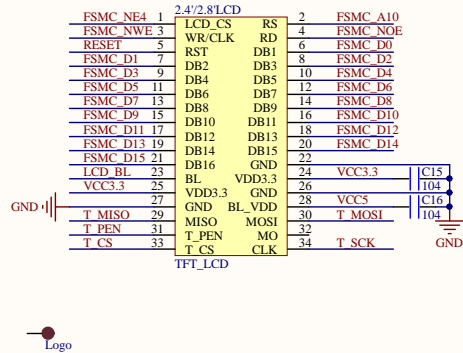 2.4'/2.8'LCD
FSMC_NE4 1 LCD_CS RS 2 FSMC_A10
FSMC_NWE 3 WR/CLK RD 4 FSMC_NOE
RESET 5 RST DB1 6 FSMC_D0
FSMC_D1 7 DB2 DB3 8 FSMC_D2
FSMC_D3 9 DB4 DB5 10 FSMC_D4
FSMC_D5 11 DB6 DB7 12 FSMC_D6
FSMC_D7 13 DB8 DB9 14 FSMC_D8
FSMC_D9 15 DB10 DB11 16 FSMC_D10
FSMC_D11 17 DB12 DB13 18 FSMC_D12
FSMC_D13 19 DB14 DB15 20 FSMC_D14
FSMC_D15 21 DB16 GND 22
LCD_BL 23 BL VDD3.3 24 VCC3.3 C15
VCC3.3 25 VDD3.3 GND 26 104
GND 27 GND BL_VDD 28 VCC5 C16
T_MISO 29 MISO MOSI 30 T_MOSI 104
T_PEN 31 T_PEN MO 32
T_CS 33 T_CS CLK 34 T_SCK GND
TFT_LCD
Logo